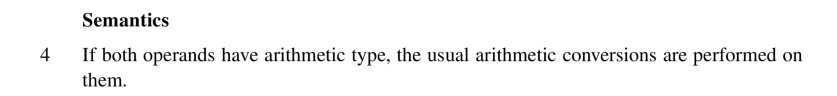 Semantics
4 If both operands have arithmetic type, the usual arithmetic conversions are performed on
them.